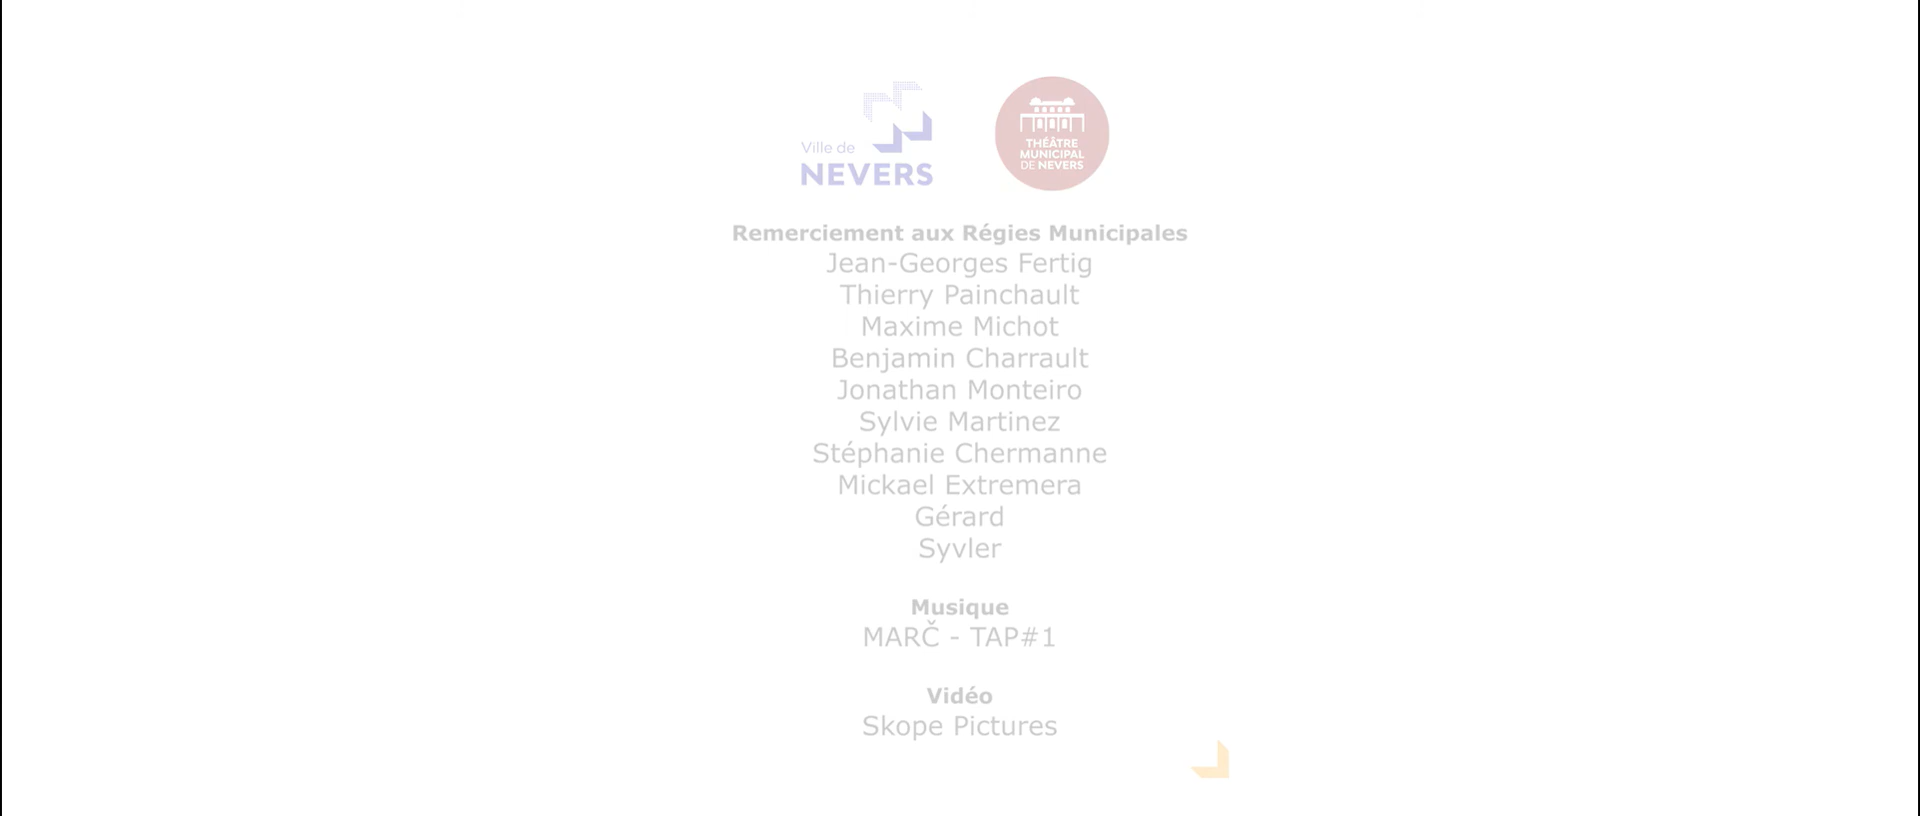 Ville de
NEVERS
THÉÂTRE
MUNICIPAL
DE NEVERS
Remerciement aux Régies Municipales
Jean-Georges Fertig
Thierry Painchault
Maxime Michot
Benjamin Charrault
Jonathan Monteiro
Sylvie Martinez
Stéphanie Chermanne
Mickael Extremera
Gérard
Syvler
Musique
MARČ - TAP#1
Vidéo
Skope Pictures